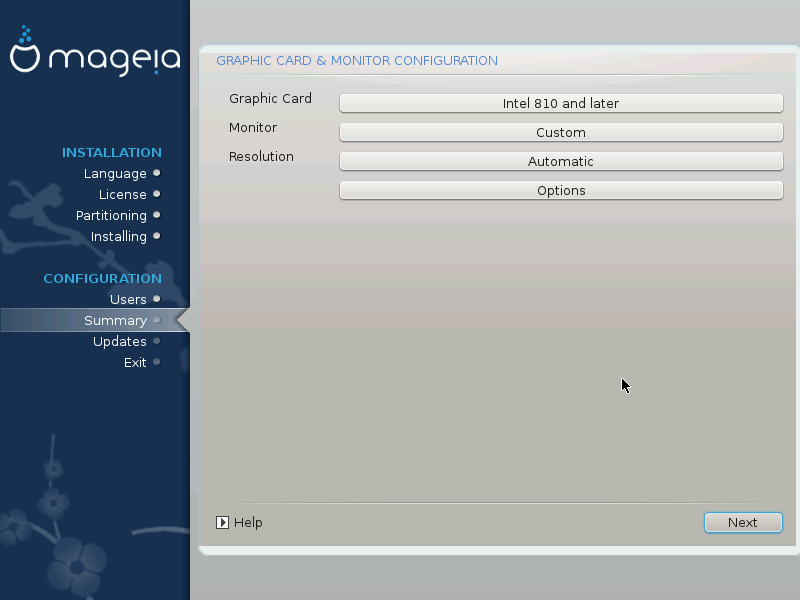 mageia
INSTALLATION
Language
License
Partitioning
Installing
CONFIGURATION
Users
Summary
Updates
Exit
GRAPHIC CARD & MONITOR CONFIGURATION
Graphic Card Intel 810 and later
Monitor Custom
Resolution Automatic
Options
Help Next